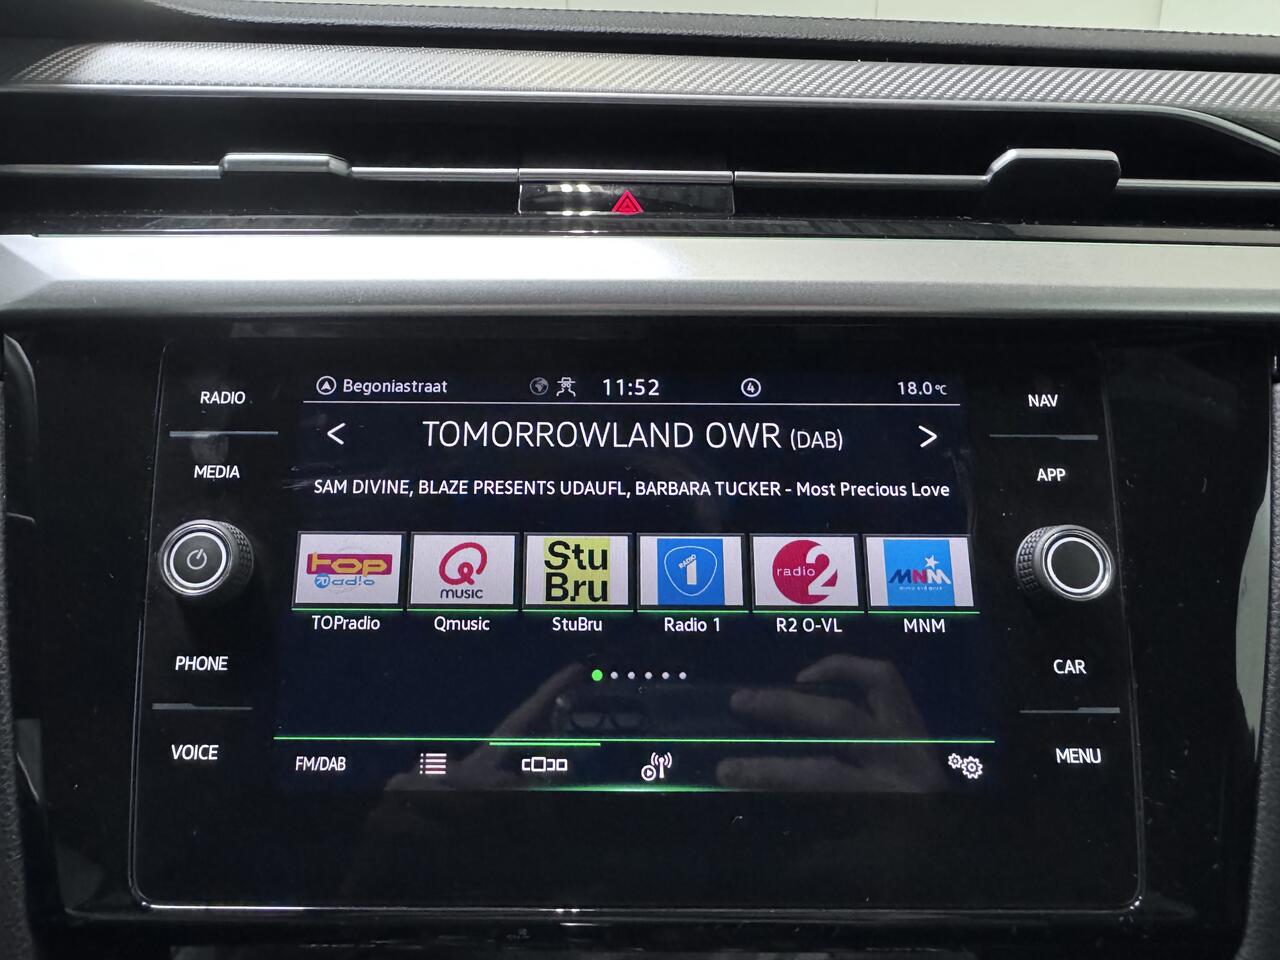 RADIO
MEDIA
PHONE
VOICE
Begoniastraat 11:52 4 18.0°C
< TOMORROWLAND OWR (DAB) >
SAM DIVINE, BLAZE PRESENTS UDAUFL, BARBARA TUCKER - Most Precious Love
top radio
Q MUSIC
Stu Bru
RADIO 1
radio 2
MNM
TOPradio Qmusic StuBru Radio 1 R2 O-VL MNM
FM/DAB
NAV
APP
CAR
MENU